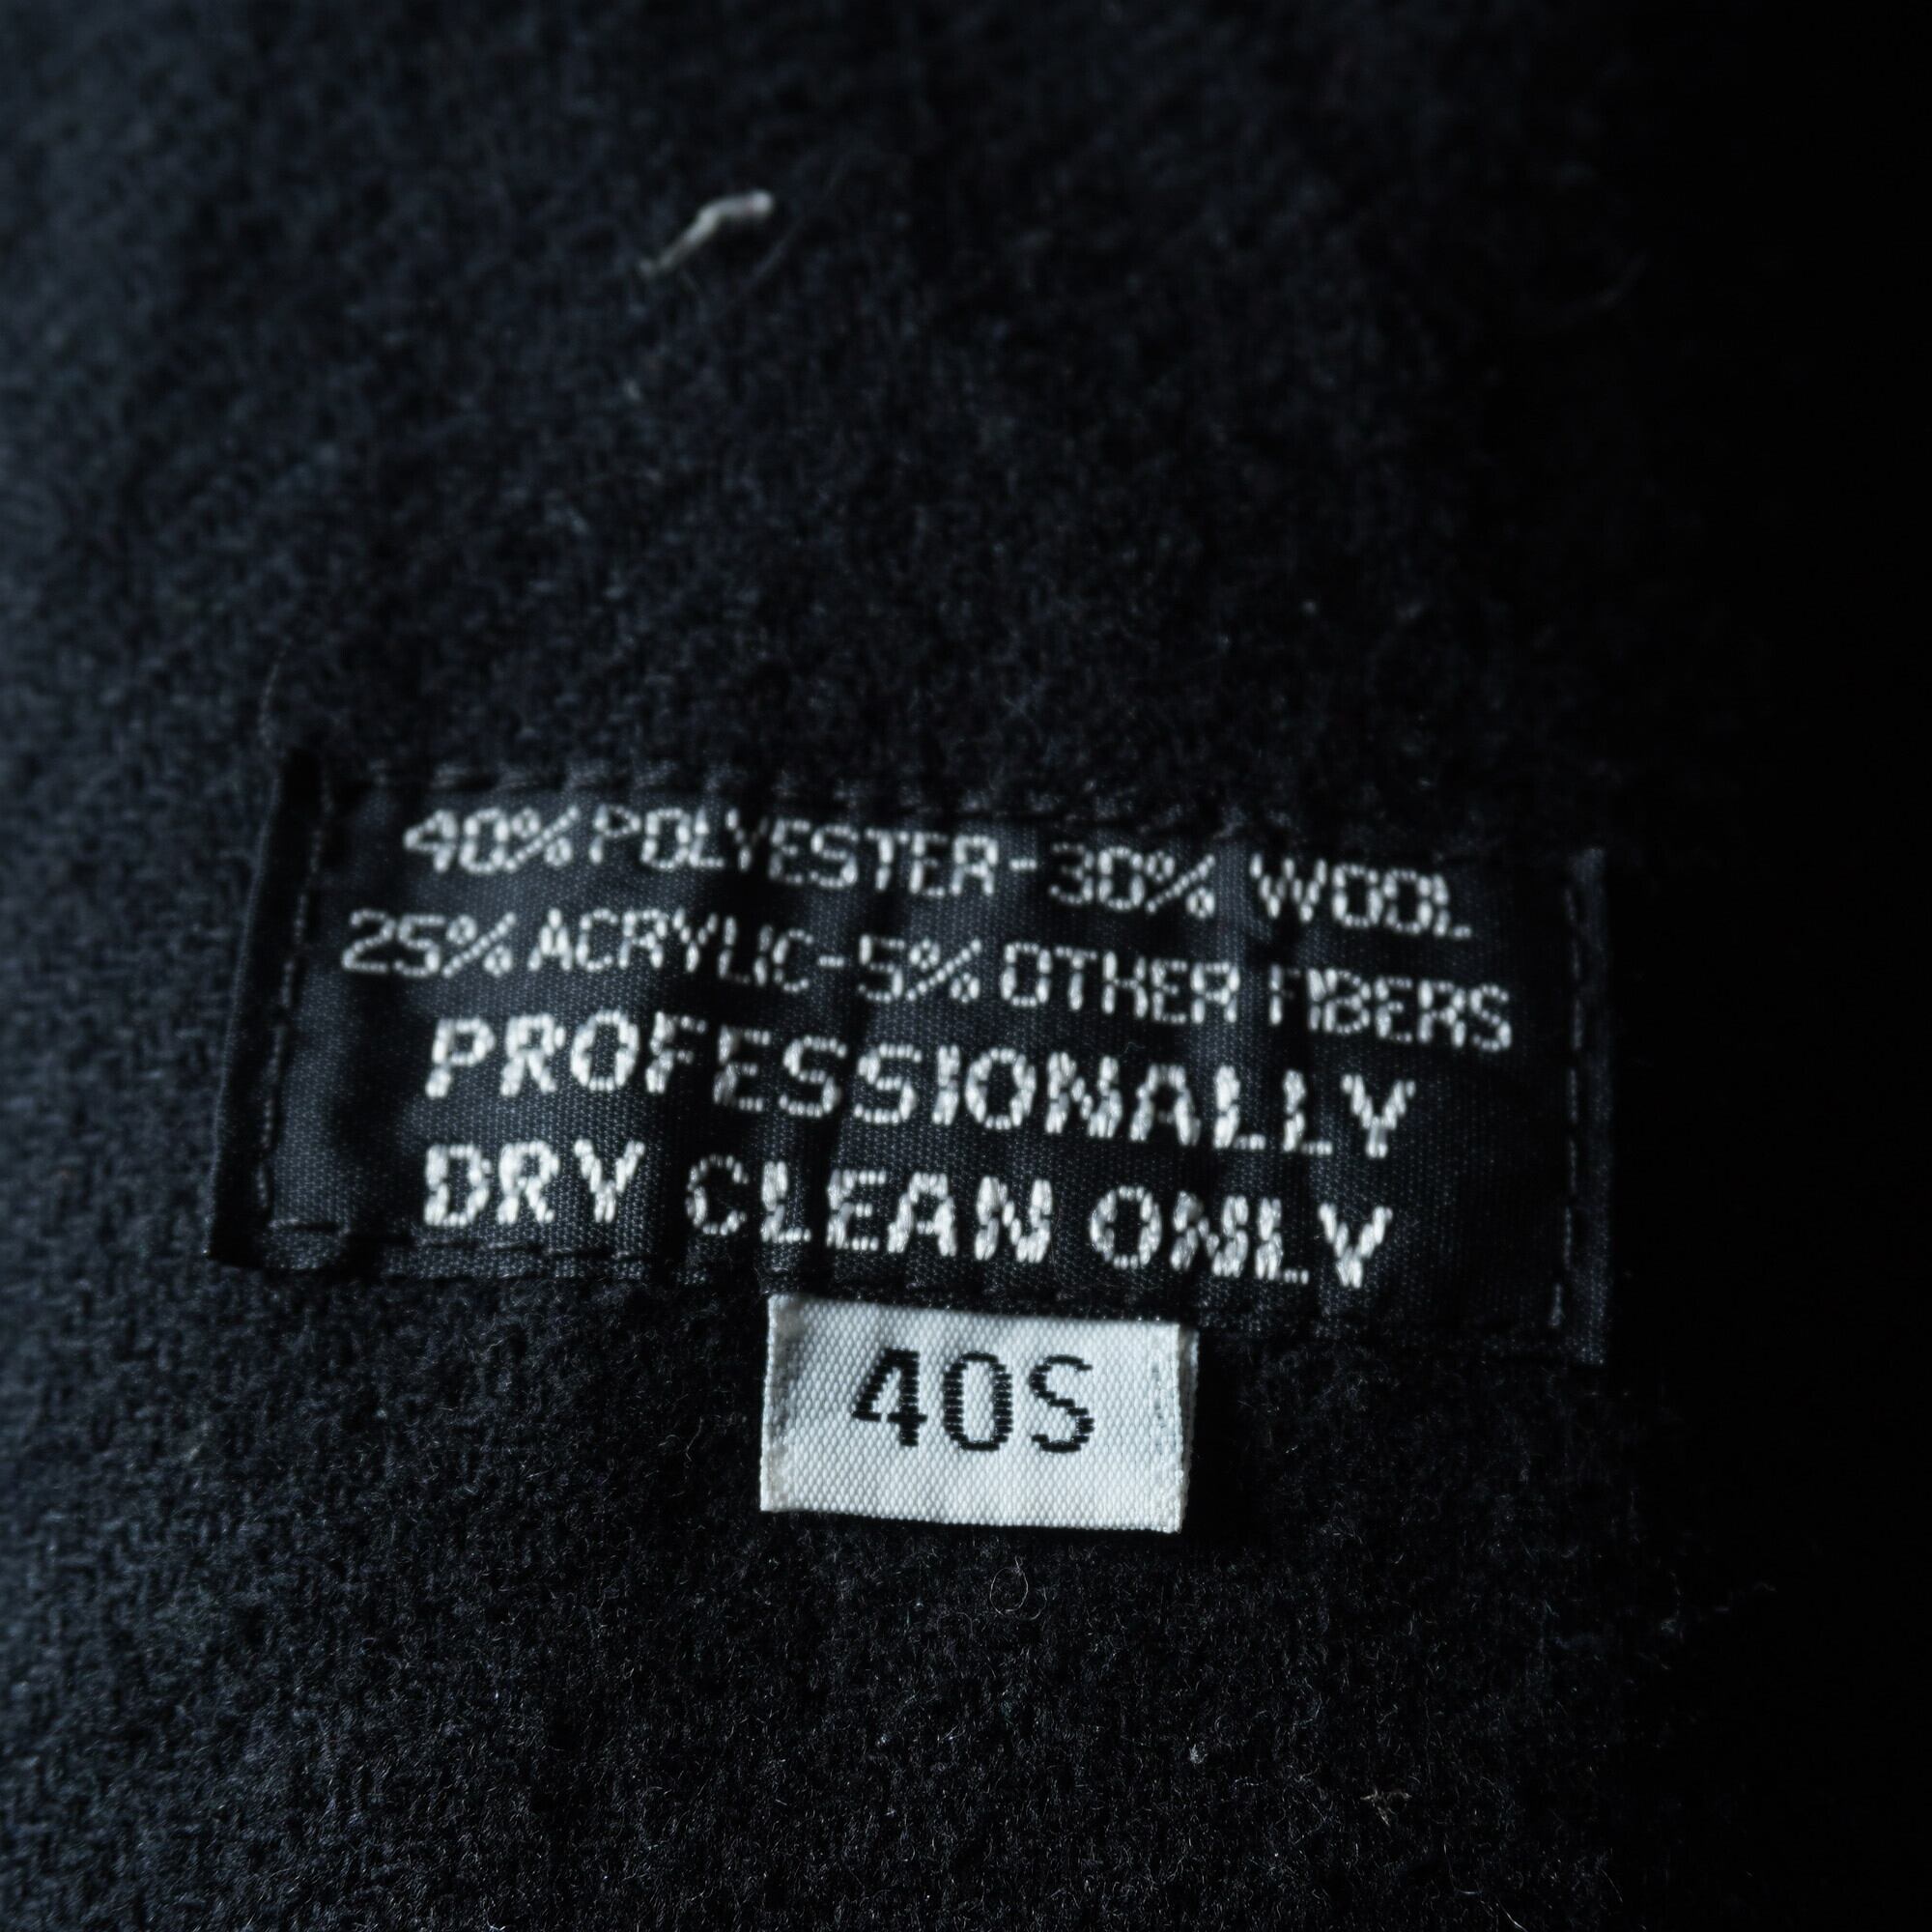 40% POLYESTER-30% WOOL
25% ACRYLIC-5% OTHER FIBERS
PROFESSIONALLY
DRY CLEAN ONLY
40S